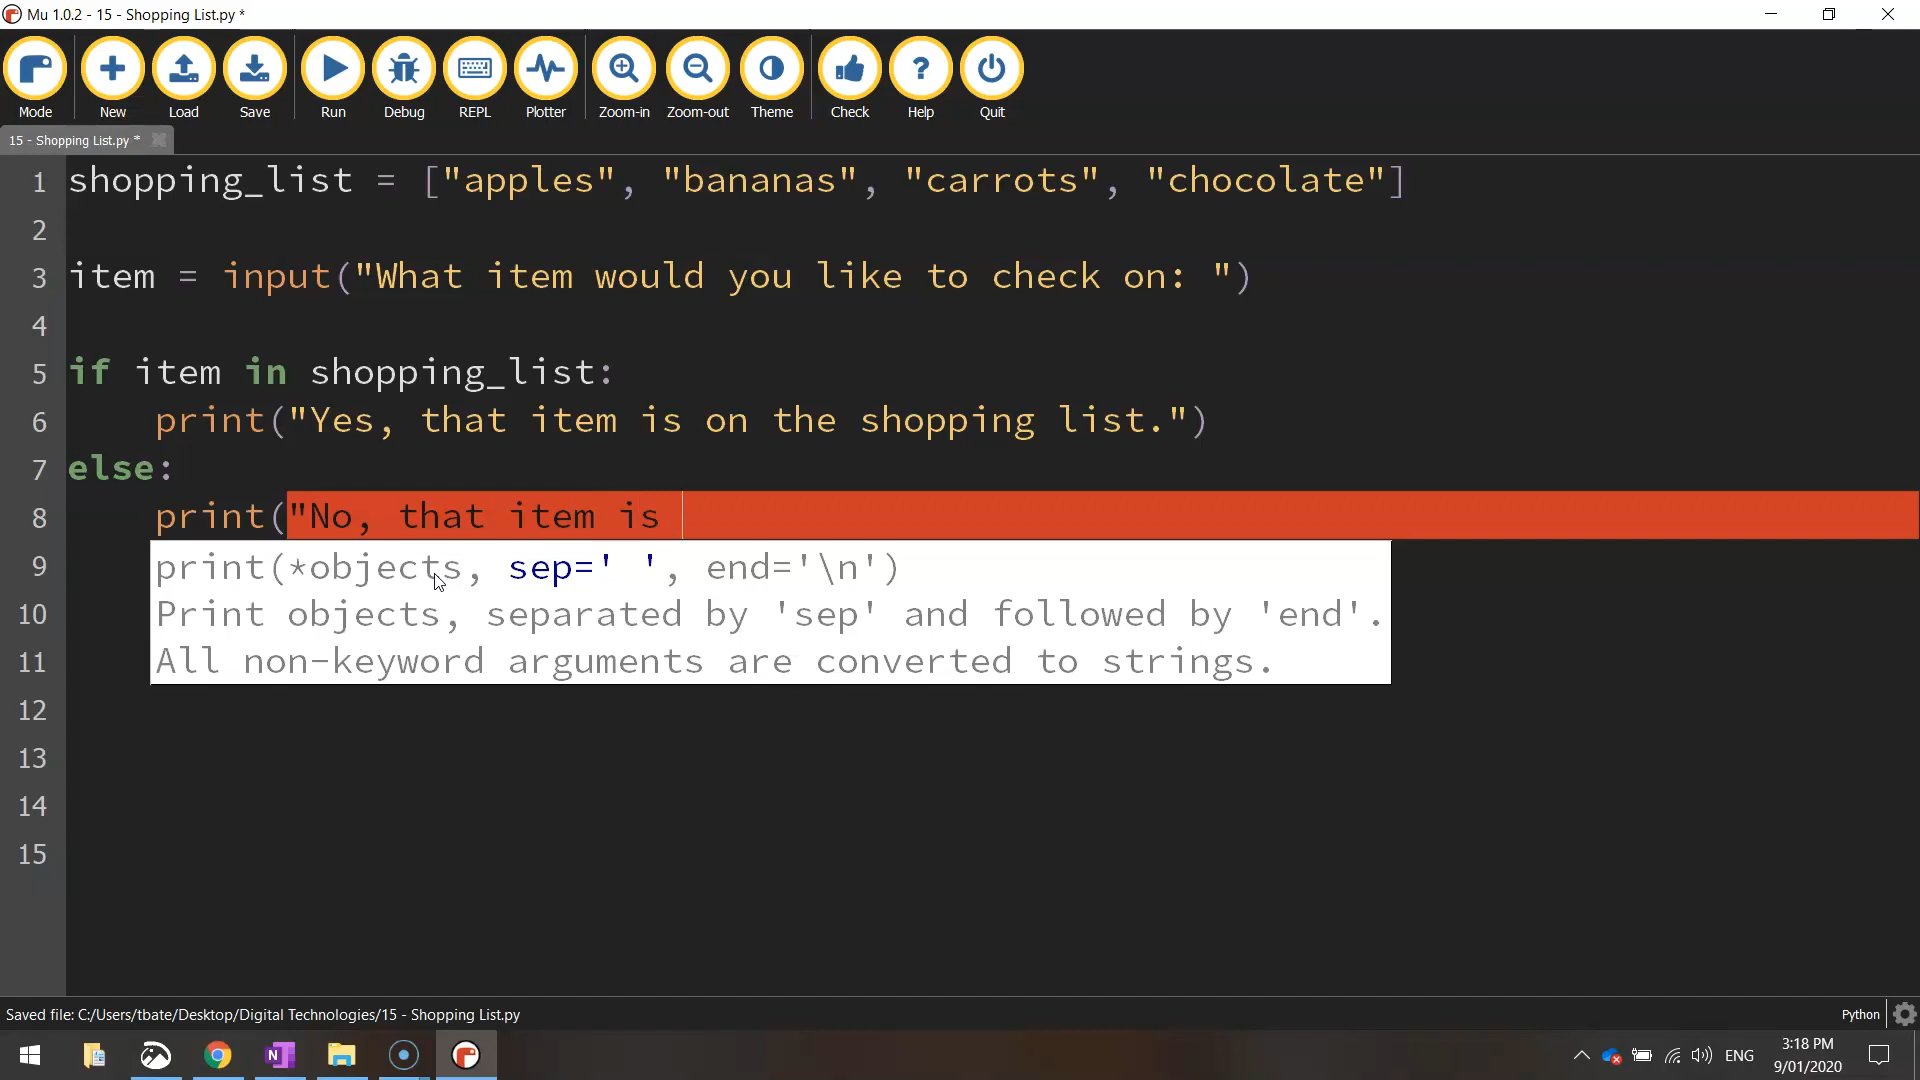 Mu 1.0.2 - 15 - Shopping List.py *
Mode New Load Save Run Debug REPL Plotter Zoom-in Zoom-out Theme Check Help Quit
15 - Shopping List.py *
1 shopping_list = ["apples", "bananas", "carrots", "chocolate"]
2
3 item = input("What item would you like to check on: ")
4
5 if item in shopping_list:
6 print("Yes, that item is on the shopping list.")
7 else:
8 print("No, that item is
9 print(*objects, sep=' ', end='\n')
10 Print objects, separated by 'sep' and followed by 'end'.
11 All non-keyword arguments are converted to strings.
12
13
14
15
Saved file: C:/Users/tbate/Desktop/Digital Technologies/15 - Shopping List.py
Python
ENG
3:18 PM
9/01/2020